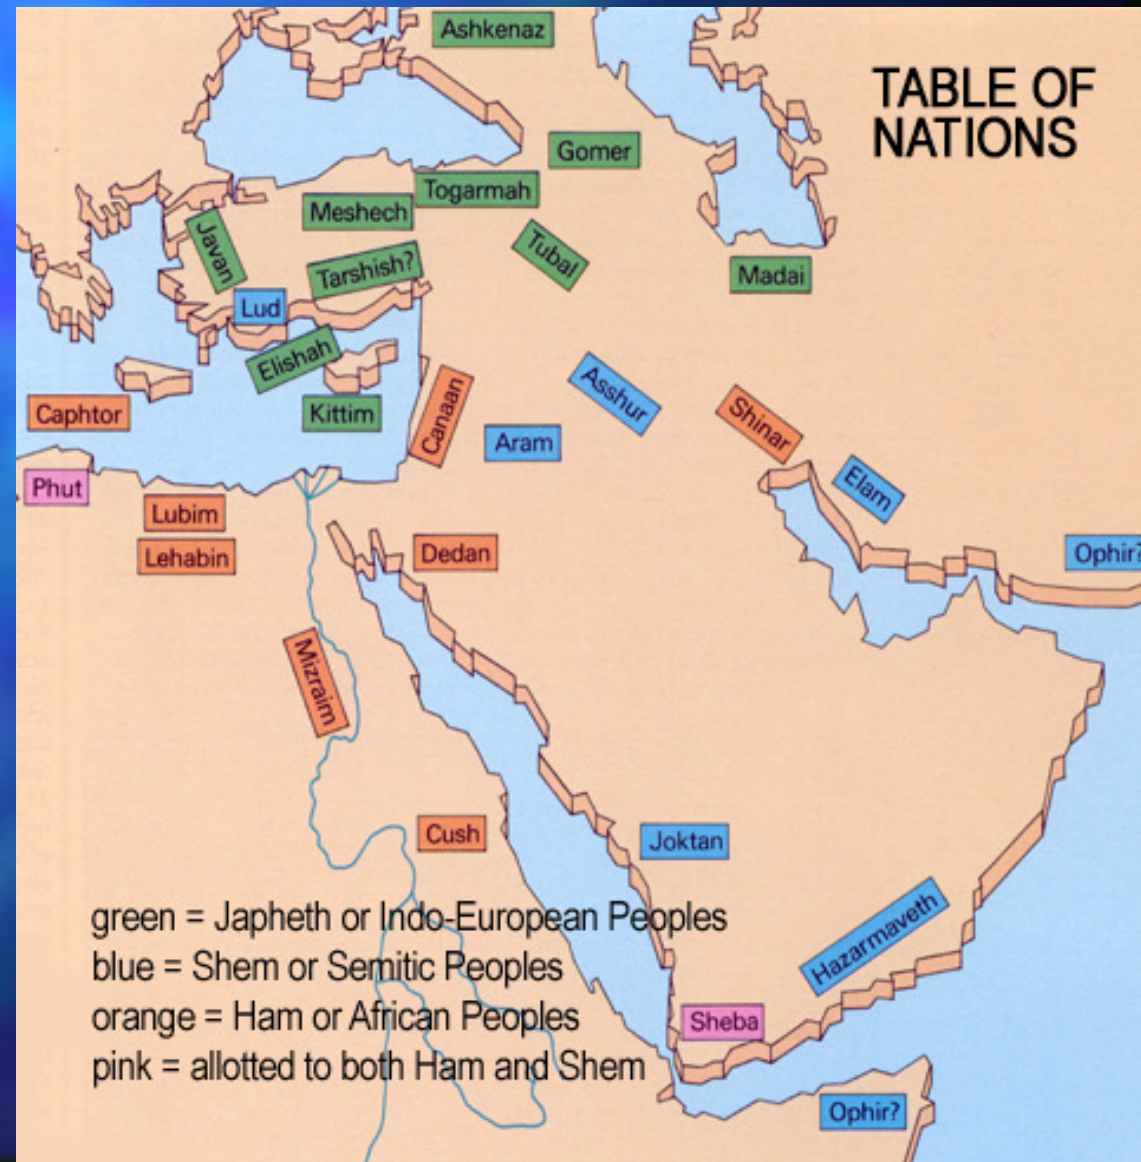 Ashkenaz
TABLE OF
NATIONS
Gomer
Togarmah
Meshech
Javan
Tubal
Tarshish?
Madai
Lud
Elishah
Asshur
Kittim
Caphtor
Canaan
Shinar
Aram
Elam
Phut
Lubim
Lehabin
Dedan
Ophir?
Mizraim
Cush
Joktan
green = Japheth or Indo-European Peoples
blue = Shem or Semitic Peoples
Hazarmaveth
orange = Ham or African Peoples
Sheba
pink = allotted to both Ham and Shem
Ophir?